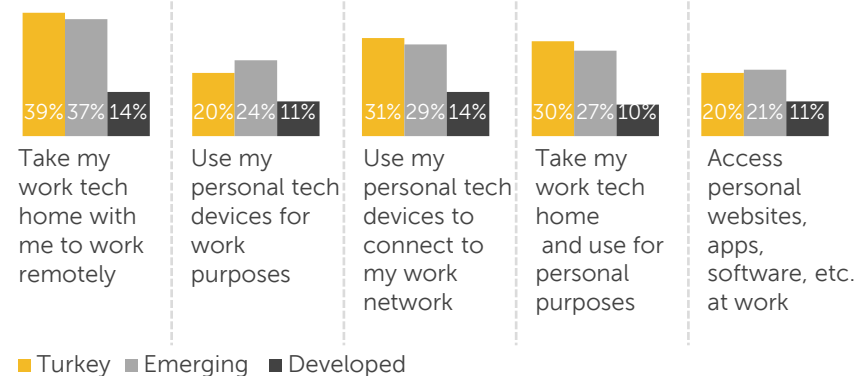 39% 37% 14%
20% 24% 11%
31% 29% 14%
30% 27% 10%
20% 21% 11%
Take my
work tech
home with
me to work
remotely
Use my
personal tech
devices for
work
purposes
Use my
personal tech
devices to
connect to
my work
network
Take my
work tech
home
and use for
personal
purposes
Access
personal
websites,
apps,
software, etc.
at work
Turkey Emerging Developed